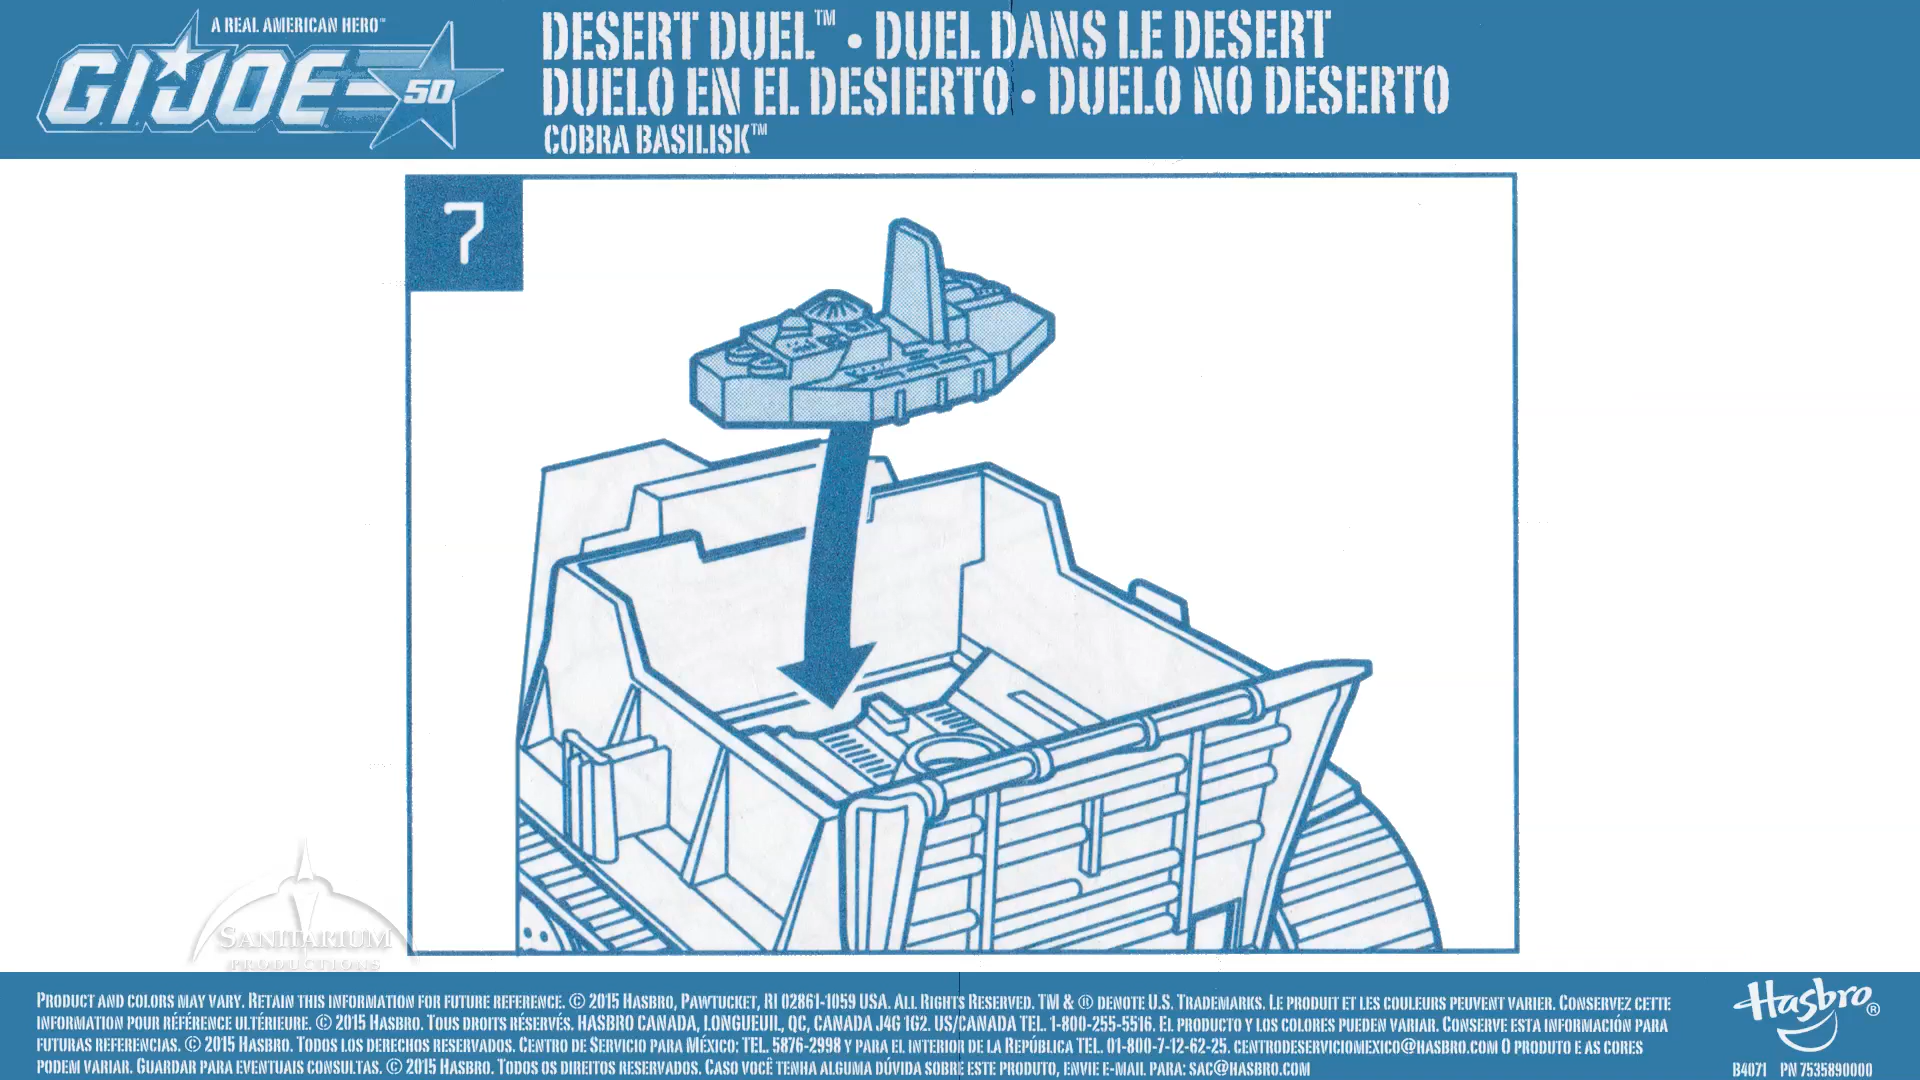 A REAL AMERICAN HERO™
GI JOE 50
DESERT DUEL™ • DUEL DANS LE DESERT
DUELO EN EL DESIERTO • DUELO NO DESERTO
COBRA BASILISK™
7
SANITARIUM
PRODUCTIONS
PRODUCT AND COLORS MAY VARY. RETAIN THIS INFORMATION FOR FUTURE REFERENCE. © 2015 HASBRO, PAWTUCKET, RI 02861-1059 USA. ALL RIGHTS RESERVED. TM & ® DENOTE U.S. TRADEMARKS. LE PRODUIT ET LES COULEURS PEUVENT VARIER. CONSERVEZ CETTE
INFORMATION POUR RÉFÉRENCE ULTÉRIEURE. © 2015 HASBRO. TOUS DROITS RÉSERVÉS. HASBRO CANADA, LONGUEUIL, QC, CANADA J4G 1G2. US/CANADA TEL. 1-800-255-5516. EL PRODUCTO Y LOS COLORES PUEDEN VARIAR. CONSERVE ESTA INFORMACIÓN PARA
FUTURAS REFERENCIAS. © 2015 HASBRO. TODOS LOS DERECHOS RESERVADOS. CENTRO DE SERVICIO PARA MÉXICO: TEL. 5876-2998 Y PARA EL INTERIOR DE LA REPÚBLICA TEL. 01-800-7-12-62-25. CENTRODESERVICIOMEXICO@HASBRO.COM O PRODUTO E AS CORES
PODEM VARIAR. GUARDAR PARA EVENTUAIS CONSULTAS. © 2015 HASBRO. TODOS OS DIREITOS RESERVADOS. CASO VOCÊ TENHA ALGUMA DÚVIDA SOBRE ESTE PRODUTO, ENVIE E-MAIL PARA: SAC@HASBRO.COM
Hasbro®
B4071 PN 7535890000